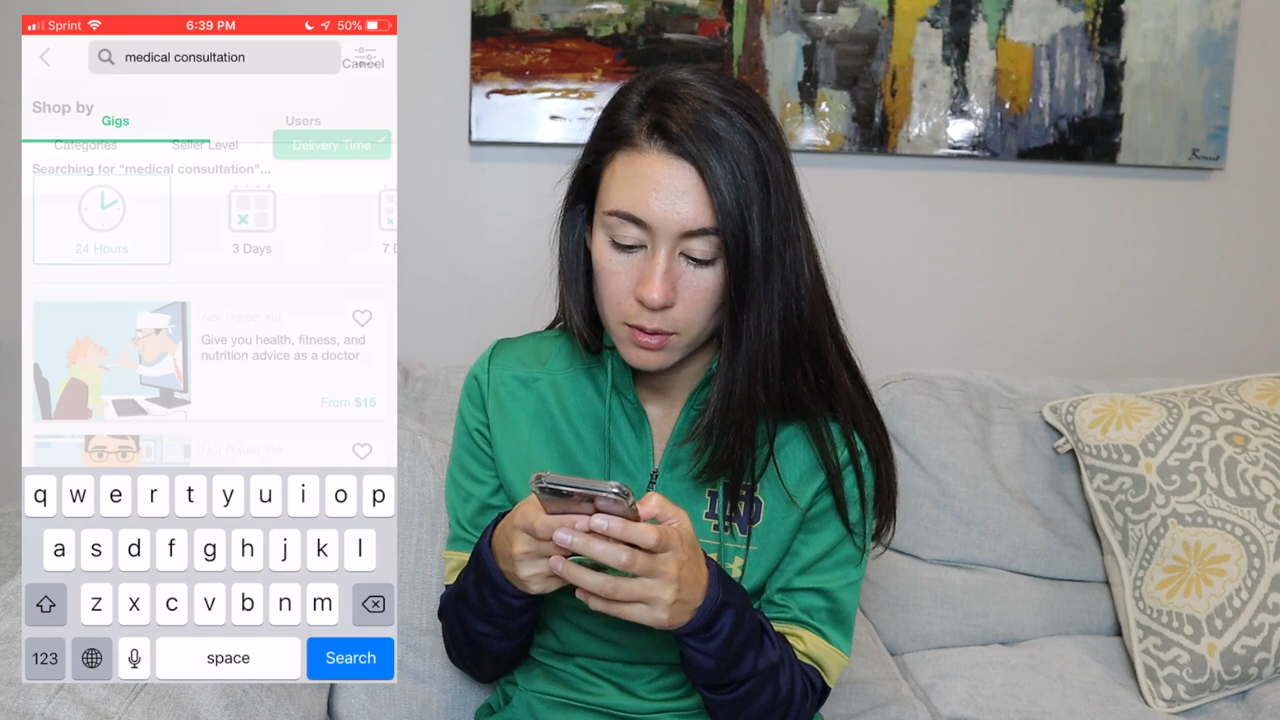 Sprint 6:39 PM 50%
medical consultation
Cancel
Shop by
Gigs Users
Categories Seller Level Delivery Time
Searching for "medical consultation"...
24 Hours 3 Days 7 D
Not Rated Yet
Give you health, fitness, and
nutrition advice as a doctor
From $15
Not Rated Yet
q w e r t y u i o p
a s d f g h j k l
z x c v b n m
123 space Search
ND